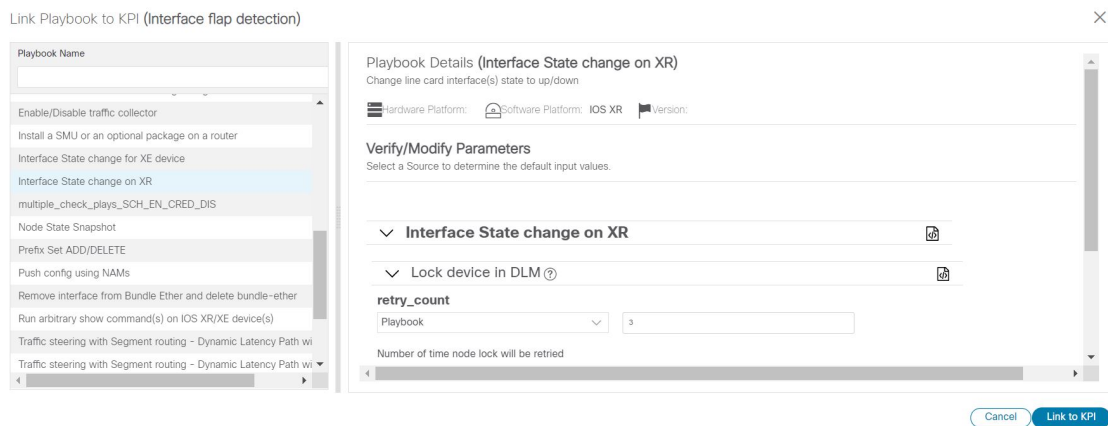 Link Playbook to KPI (Interface flap detection)
Playbook Name
Enable/Disable traffic collector
Install a SMU or an optional package on a router
Interface State change for XE device
Interface State change on XR
multiple_check_plays_SCH_EN_CRED_DIS
Node State Snapshot
Prefix Set ADD/DELETE
Push config using NAMs
Remove interface from Bundle Ether and delete bundle-ether
Run arbitrary show command(s) on IOS XR/XE device(s)
Traffic steering with Segment routing - Dynamic Latency Path wi
Traffic steering with Segment routing - Dynamic Latency Path wi
Playbook Details (Interface State change on XR)
Change line card interface(s) state to up/down
Hardware Platform: Software Platform: IOS XR Version:
Verify/Modify Parameters
Select a Source to determine the default input values.
Interface State change on XR
Lock device in DLM ?
retry_count
Playbook 3
Number of time node lock will be retried
Cancel Link to KPI